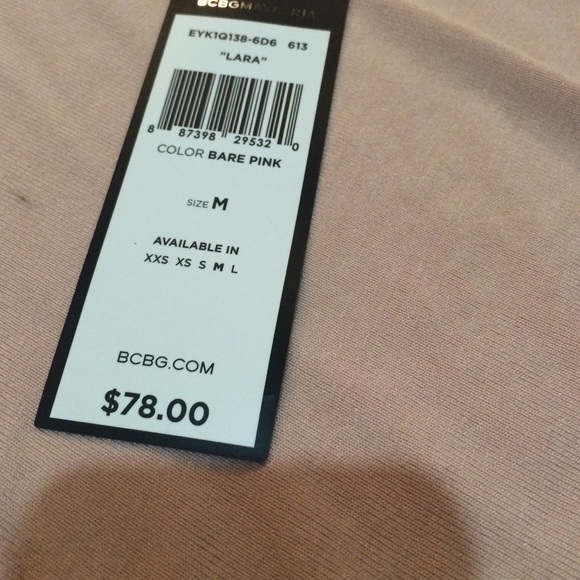 BCBGMAXAZRIA
EYK1Q138-6D6 613
"LARA"
8 87398 29532 0
COLOR BARE PINK
SIZE M
AVAILABLE IN
XXS XS S M L
BCBG.COM
$78.00